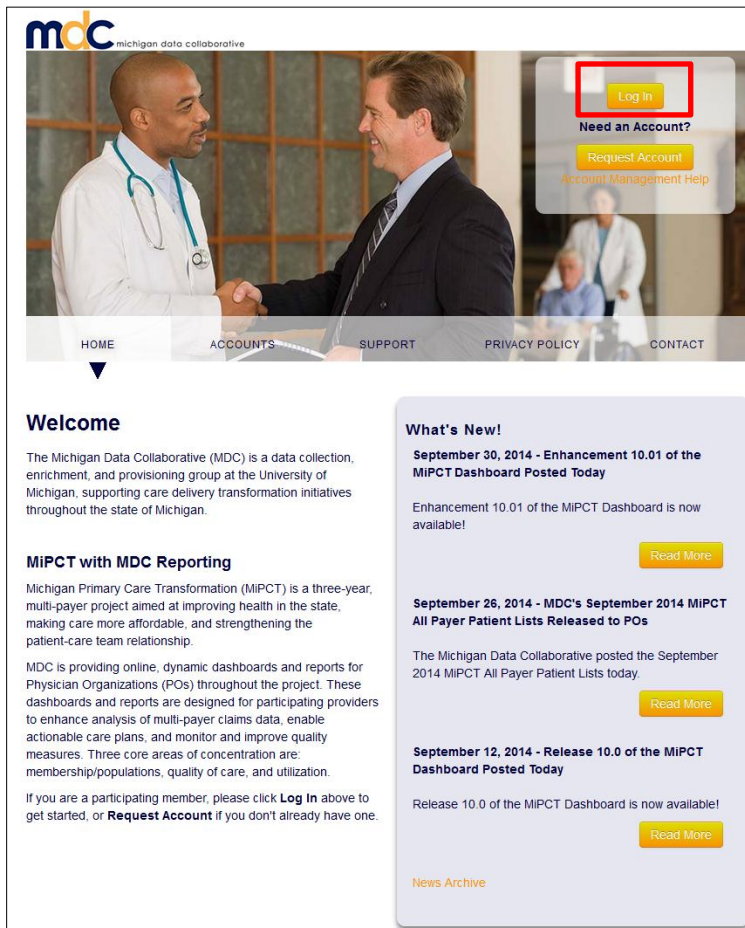 mdc michigan data collaborative
Log In
Need an Account?
Request Account
Account Management Help
HOME ACCOUNTS SUPPORT PRIVACY POLICY CONTACT
Welcome
The Michigan Data Collaborative (MDC) is a data collection,
enrichment, and provisioning group at the University of
Michigan, supporting care delivery transformation initiatives
throughout the state of Michigan.
MiPCT with MDC Reporting
Michigan Primary Care Transformation (MiPCT) is a three-year,
multi-payer project aimed at improving health in the state,
making care more affordable, and strengthening the
patient-care team relationship.
MDC is providing online, dynamic dashboards and reports for
Physician Organizations (POs) throughout the project. These
dashboards and reports are designed for participating providers
to enhance analysis of multi-payer claims data, enable
actionable care plans, and monitor and improve quality
measures. Three core areas of concentration are:
membership/populations, quality of care, and utilization.
If you are a participating member, please click Log In above to
get started, or Request Account if you don't already have one.
What's New!
September 30, 2014 - Enhancement 10.01 of the
MiPCT Dashboard Posted Today
Enhancement 10.01 of the MiPCT Dashboard is now
available!
Read More
September 26, 2014 - MDC's September 2014 MiPCT
All Payer Patient Lists Released to POs
The Michigan Data Collaborative posted the September
2014 MiPCT All Payer Patient Lists today.
Read More
September 12, 2014 - Release 10.0 of the MiPCT
Dashboard Posted Today
Release 10.0 of the MiPCT Dashboard is now available!
Read More
News Archive